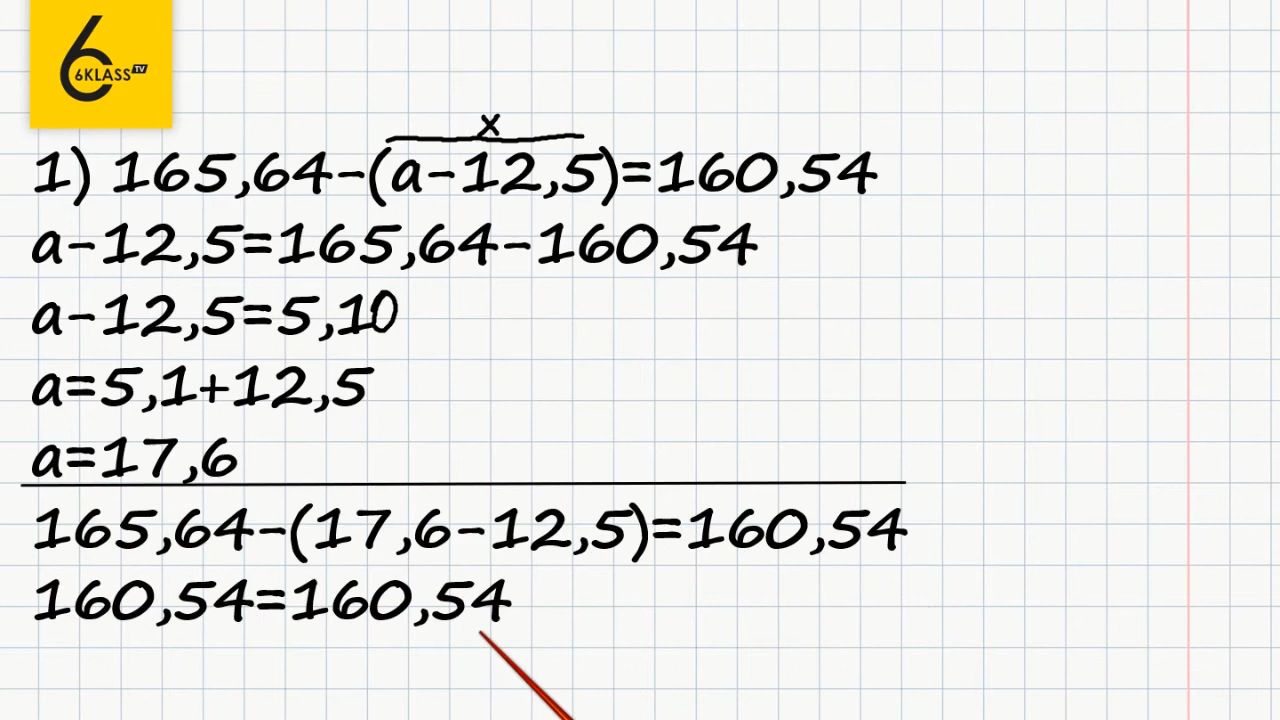 6KLASS TV
x
1) 165,64-(a-12,5)=160,54
a-12,5=165,64-160,54
a-12,5=5,10
a=5,1+12,5
a=17,6
165,64-(17,6-12,5)=160,54
160,54=160,54